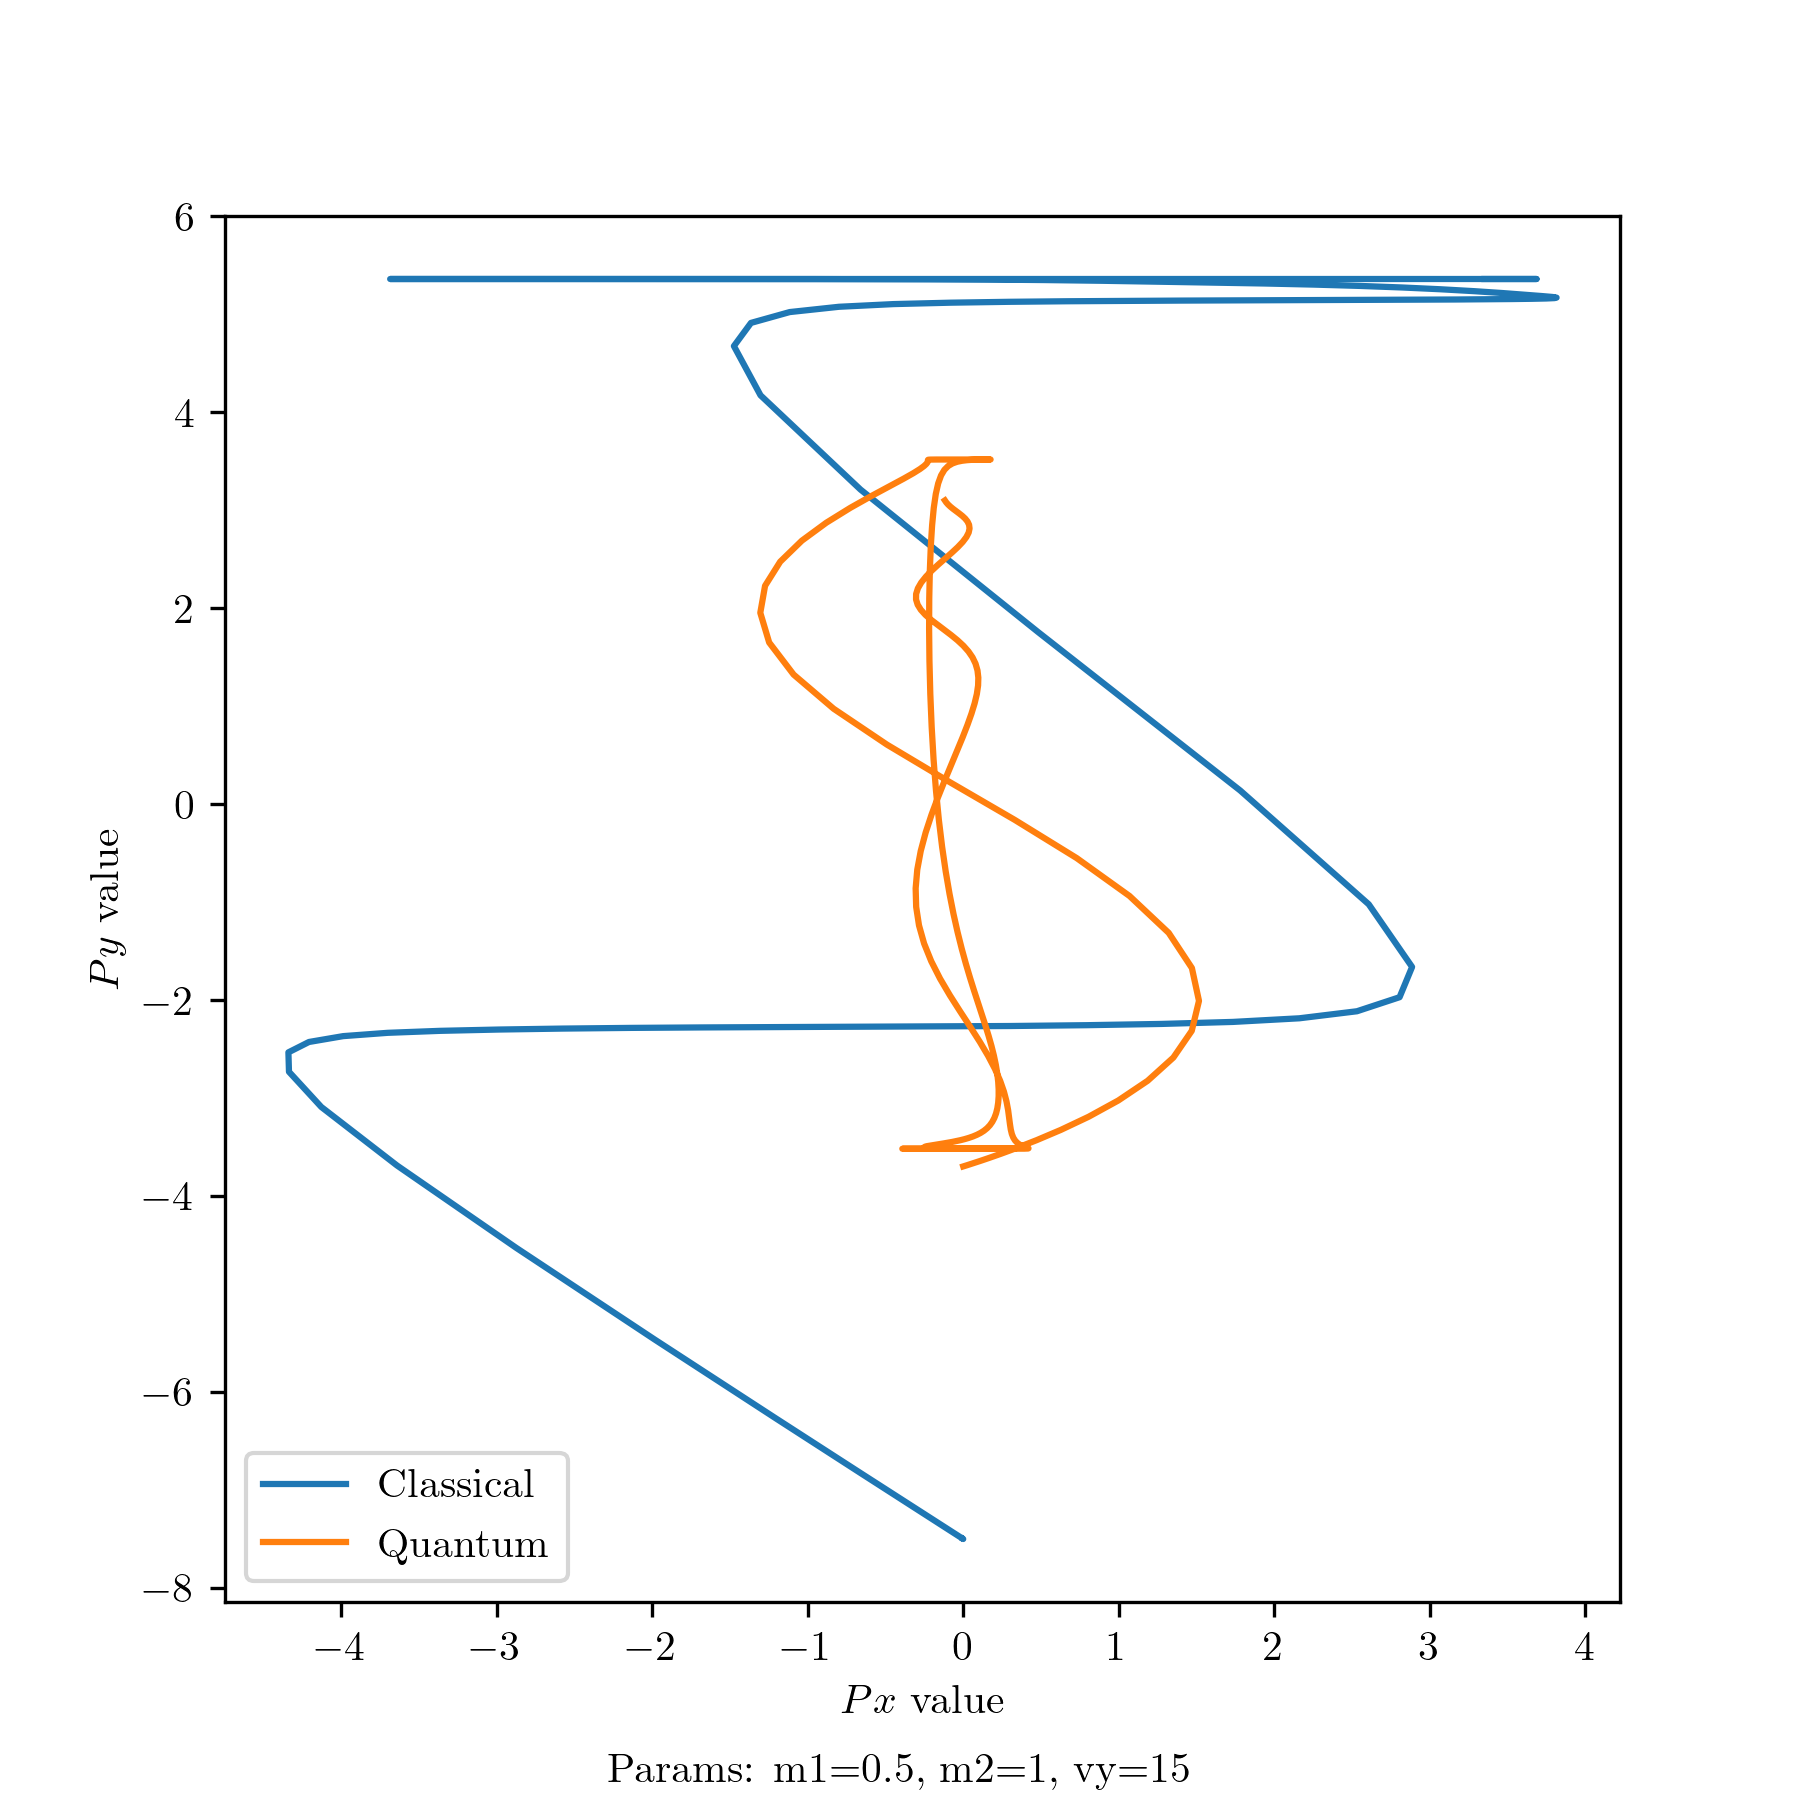 6
4
2
0
−2
−4
−6
−8
Py value
Classical
Quantum
−4 −3 −2 −1 0 1 2 3 4
Px value
Params: m1=0.5, m2=1, vy=15